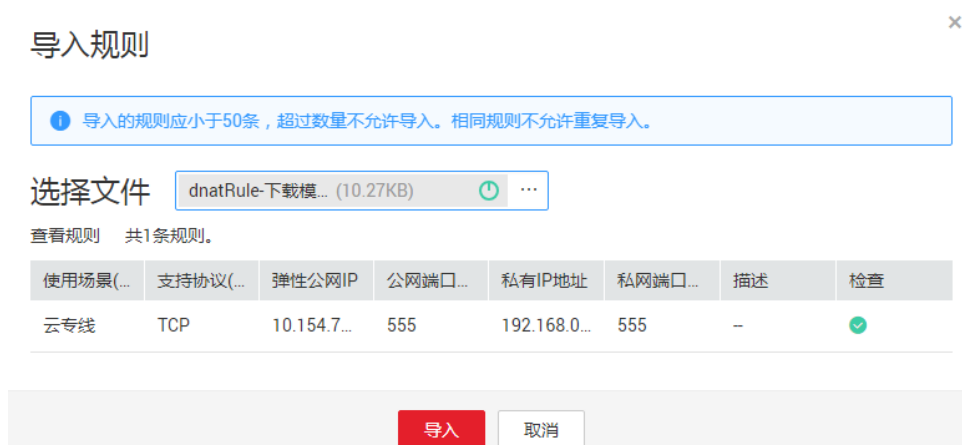 ×
导入规则
导入的规则应小于50条，超过数量不允许导入。相同规则不允许重复导入。
选择文件 dnatRule-下载模... (10.27KB) ...
查看规则 共1条规则。
使用场景(... 支持协议(... 弹性公网IP 公网端口... 私有IP地址 私网端口... 描述 检查
云专线 TCP 10.154.7... 555 192.168.0... 555 --
导入 取消